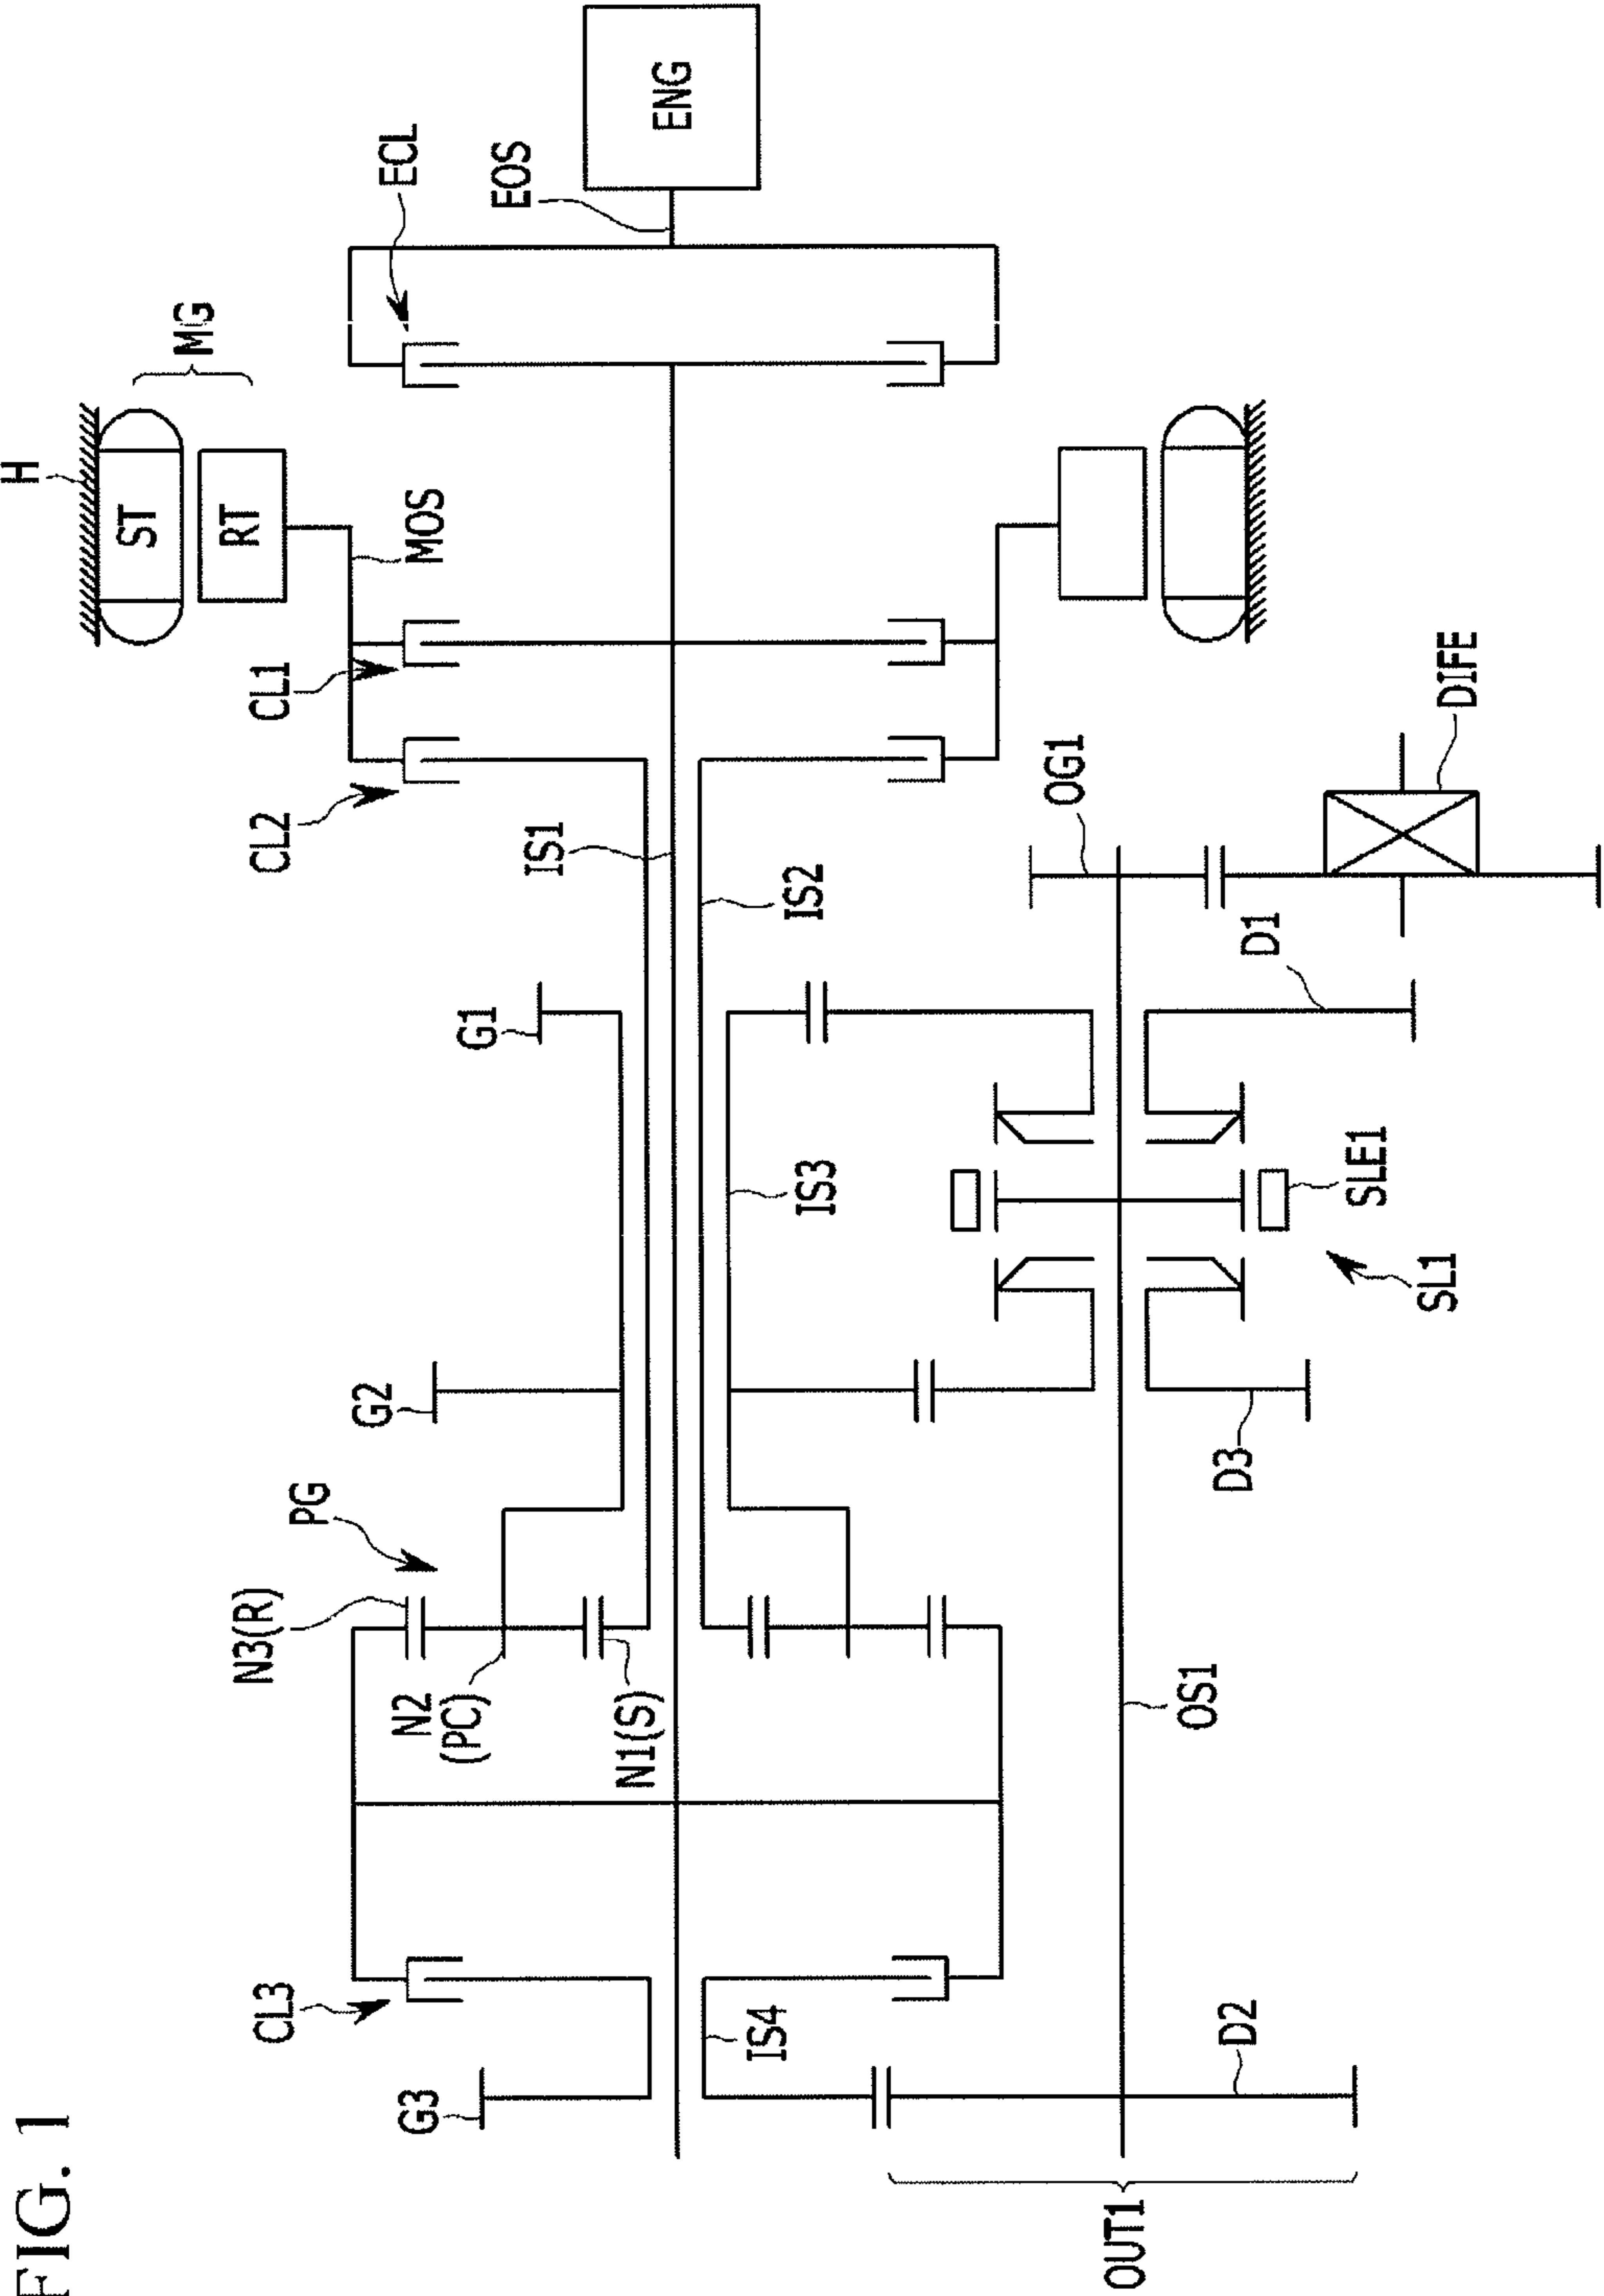 FIG. 1
H
MG
ST
RT
MOS
ECL
EOS
ENG
CL1
CL2
IS1
IS2
OG1
DIFE
G1
D1
IS3
SLE1
SL1
G2
D3
PG
N3(R)
N2
(PC)
N1(S)
OS1
CL3
IS4
G3
D2
OUT1